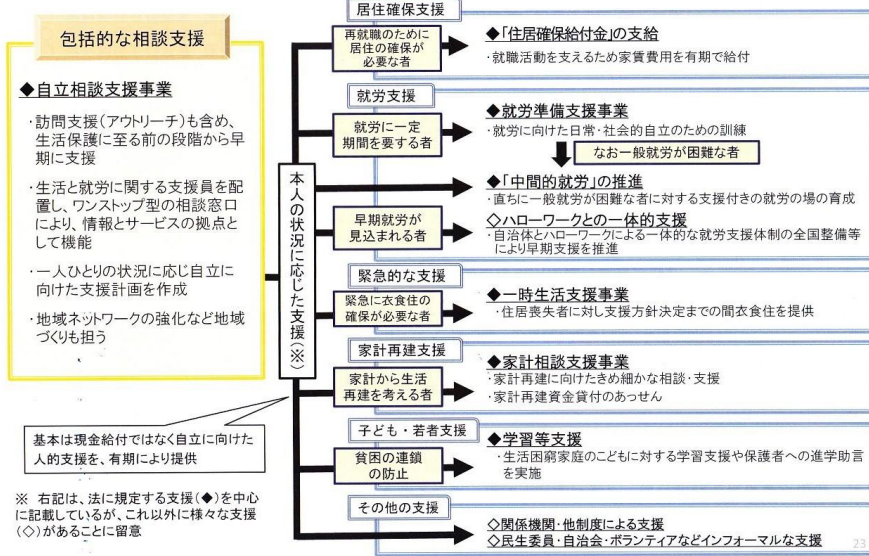 包括的な相談支援
◆自立相談支援事業
・訪問支援(アウトリーチ)も含め、
生活保護に至る前の段階から早
期に支援
・生活と就労に関する支援員を配
置し、ワンストップ型の相談窓口
により、情報とサービスの拠点と
して機能
・一人ひとりの状況に応じ自立に
向けた支援計画を作成
・地域ネットワークの強化など地域
づくりも担う
基本は現金給付ではなく自立に向けた
人的支援を、有期により提供
※ 右記は、法に規定する支援(◆)を中心
に記載しているが、これ以外に様々な支援
(◇)があることに留意
本人の状況に応じた支援(※)
居住確保支援
再就職のために
居住の確保が
必要な者
◆「住居確保給付金」の支給
・就職活動を支えるため家賃費用を有期で給付
就労支援
就労に一定
期間を要する者
◆就労準備支援事業
・就労に向けた日常・社会的自立のための訓練
なお一般就労が困難な者
◆「中間的就労」の推進
・直ちに一般就労が困難な者に対する支援付きの就労の場の育成
早期就労が
見込まれる者
◇ハローワークとの一体的支援
・自治体とハローワークによる一体的な就労支援体制の全国整備等
により早期支援を推進
緊急的な支援
緊急に衣食住の
確保が必要な者
◆一時生活支援事業
・住居喪失者に対し支援方針決定までの間衣食住を提供
家計再建支援
家計から生活
再建を考える者
◆家計相談支援事業
・家計再建に向けたきめ細かな相談・支援
・家計再建資金貸付のあっせん
子ども・若者支援
貧困の連鎖
の防止
◆学習等支援
・生活困窮家庭のこどもに対する学習支援や保護者への進学助言
を実施
その他の支援
◇関係機関・他制度による支援
◇民生委員・自治会・ボランティアなどインフォーマルな支援
23